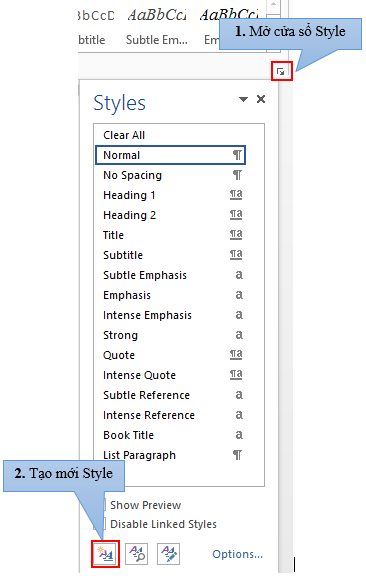 bBbCcDc AaBbCcI AaBbCcI
btitle Subtle Em... Em
1. Mở cửa sổ Style
Styles
Clear All
Normal ¶
No Spacing ¶
Heading 1 ¶a
Heading 2 ¶a
Title ¶a
Subtitle ¶a
Subtle Emphasis a
Emphasis a
Intense Emphasis a
Strong a
Quote ¶a
Intense Quote ¶a
Subtle Reference a
Intense Reference a
Book Title a
List Paragraph ¶
2. Tạo mới Style
Show Preview
Disable Linked Styles
Options...